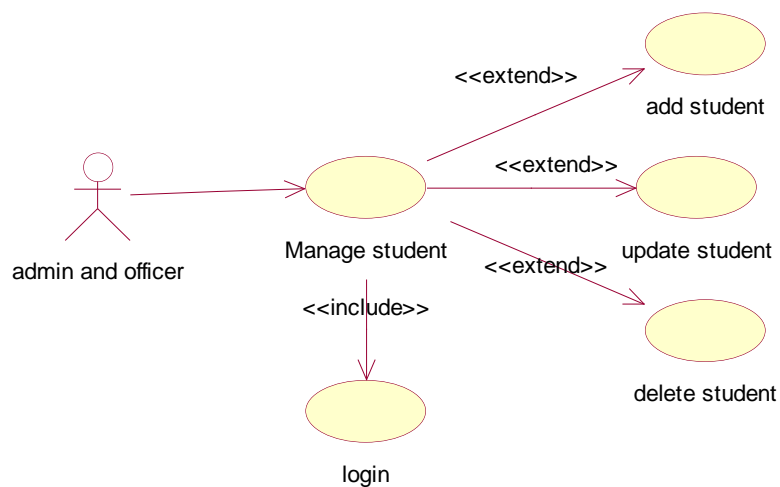 <<extend>>
add student
<<extend>>
admin and officer
Manage student
update student
<<extend>>
<<include>>
delete student
login